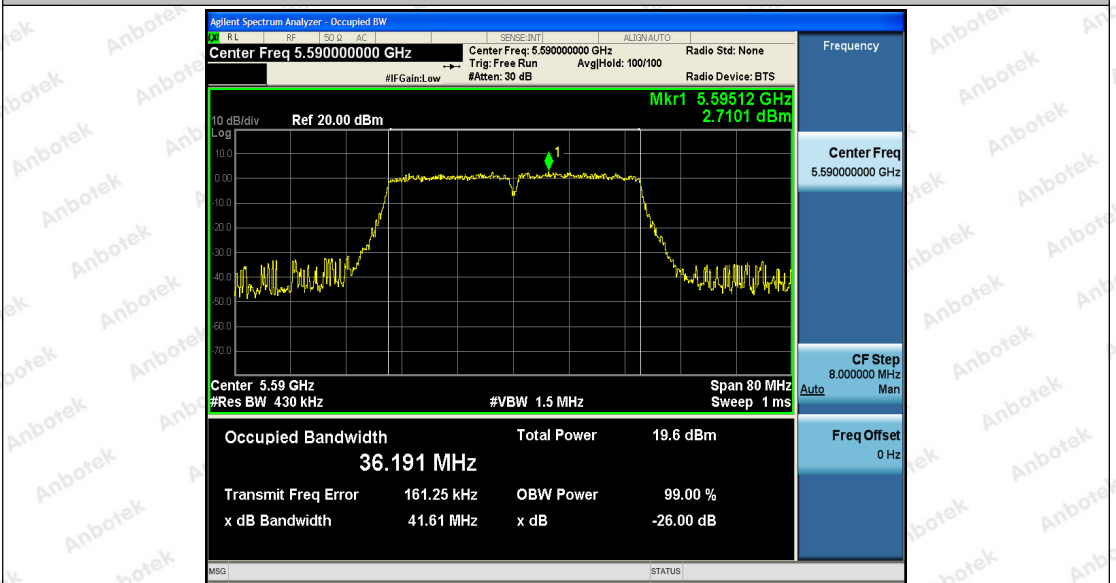 Agilent Spectrum Analyzer - Occupied BW
LXI RL RF 50 Ω AC SENSE:INT ALIGNAUTO
Center Freq 5.590000000 GHz
Center Freq: 5.590000000 GHz
Radio Std: None
Trig: Free Run Avg|Hold: 100/100
#IFGain:Low
#Atten: 30 dB
Radio Device: BTS
Mkr1 5.59512 GHz
2.7101 dBm
10 dB/div Ref 20.00 dBm
Log
10.0
1
0.00
-10.0
-20.0
-30.0
-40.0
-50.0
-60.0
-70.0
Center 5.59 GHz Span 80 MHz
#Res BW 430 kHz #VBW 1.5 MHz Sweep 1 ms
Occupied Bandwidth Total Power 19.6 dBm
36.191 MHz
Transmit Freq Error 161.25 kHz OBW Power 99.00 %
x dB Bandwidth 41.61 MHz x dB -26.00 dB
MSG STATUS
Frequency
Center Freq
5.590000000 GHz
CF Step
8.000000 MHz
Auto Man
Freq Offset
0 Hz
Anbotek